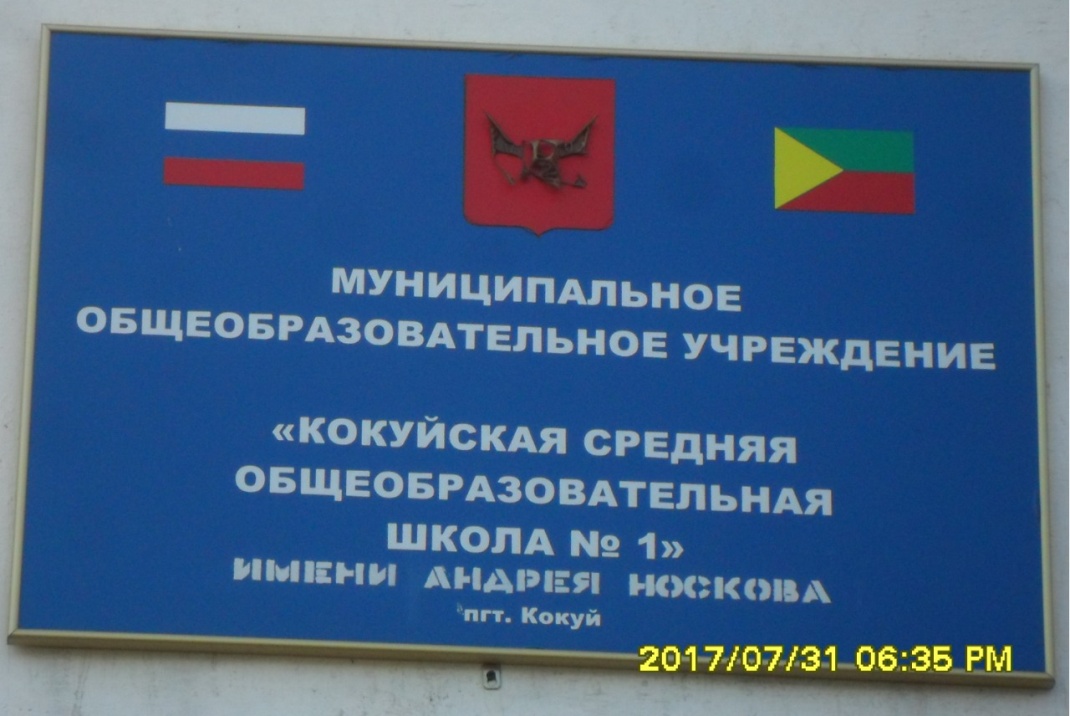 МУНИЦИПАЛЬНОЕ
ОБЩЕОБРАЗОВАТЕЛЬНОЕ УЧРЕЖДЕНИЕ
«КОКУЙСКАЯ СРЕДНЯЯ
ОБЩЕОБРАЗОВАТЕЛЬНАЯ
ШКОЛА № 1»
ИМЕНИ АНДРЕЯ НОСКОВА
пгт. Кокуй
2017/07/31 06:35 PM